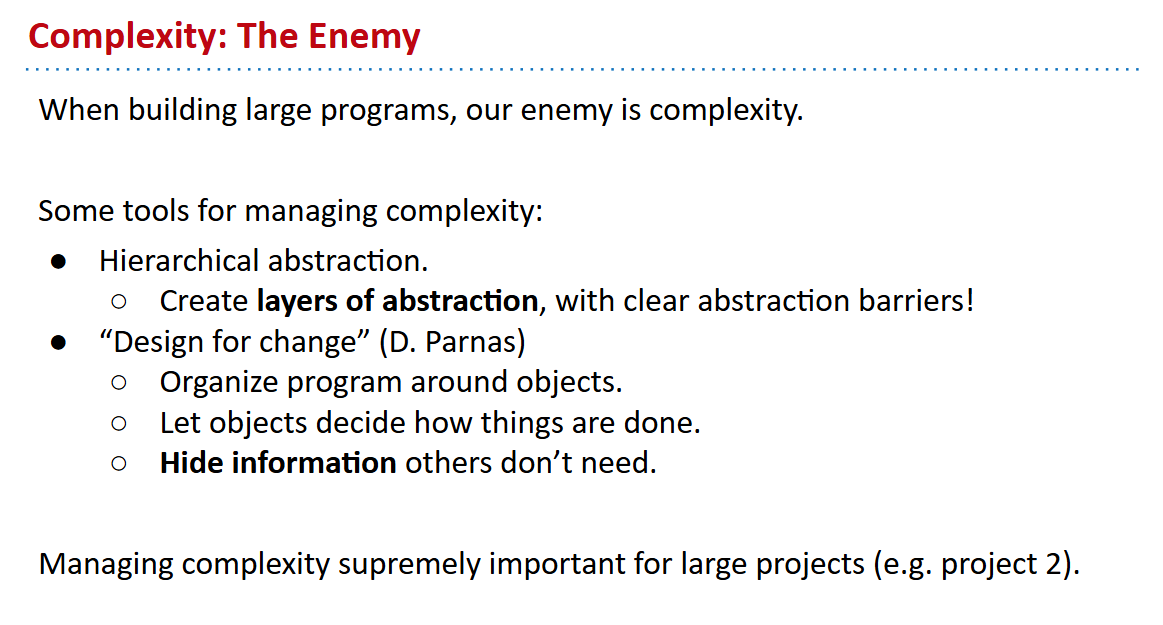 Complexity: The Enemy
When building large programs, our enemy is complexity.
Some tools for managing complexity:
● Hierarchical abstraction.
○ Create layers of abstraction, with clear abstraction barriers!
● “Design for change” (D. Parnas)
○ Organize program around objects.
○ Let objects decide how things are done.
○ Hide information others don’t need.
Managing complexity supremely important for large projects (e.g. project 2).